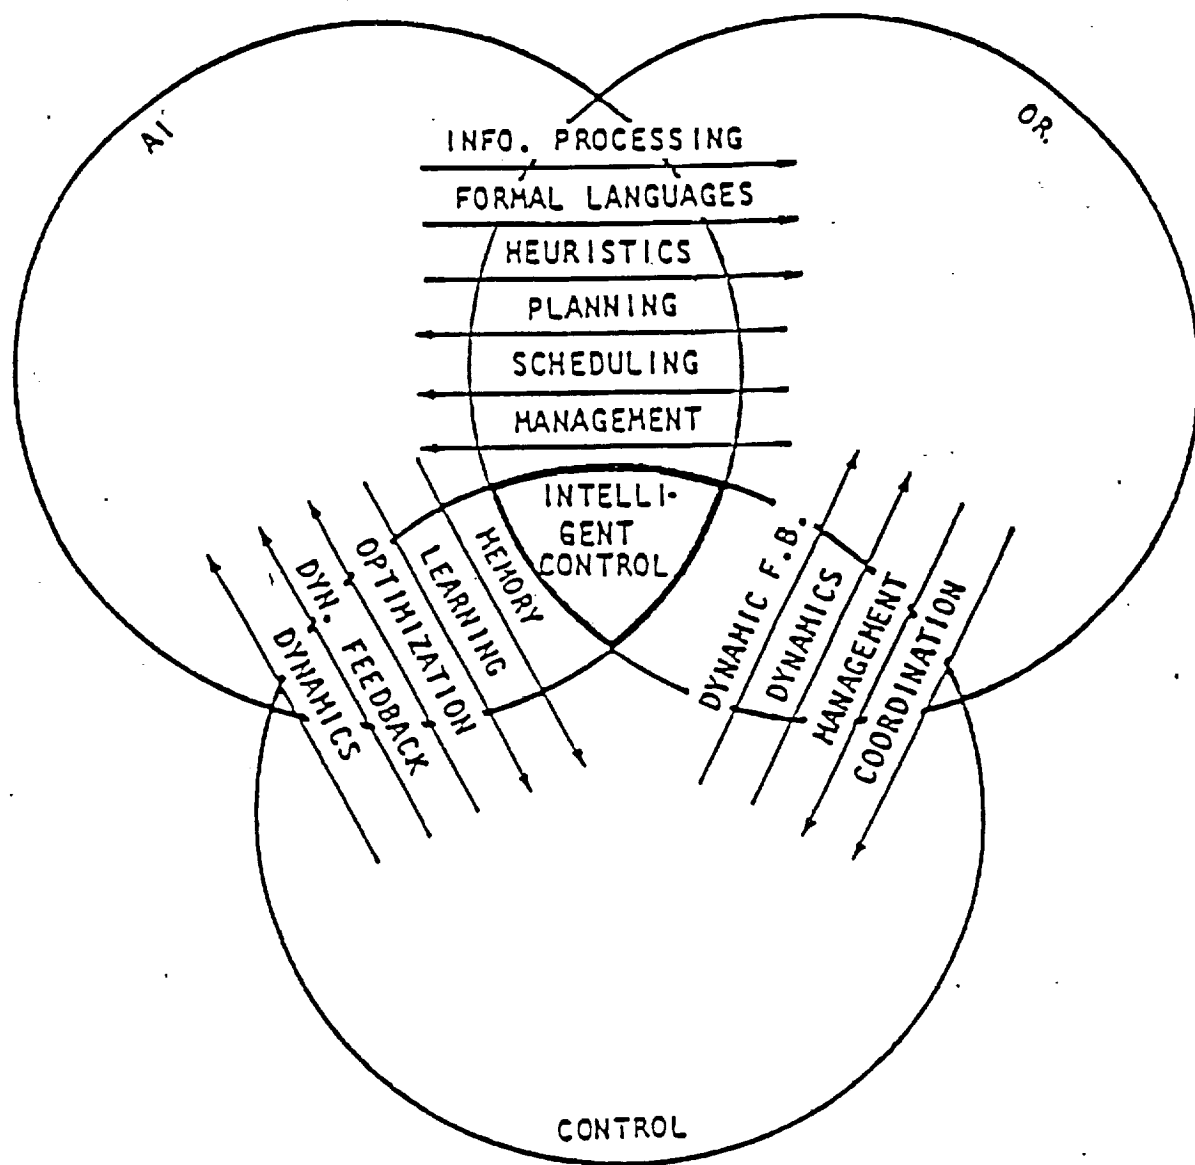 AI
OR.
INFO. PROCESSING
FORMAL LANGUAGES
HEURISTICS
PLANNING
SCHEDULING
MANAGEMENT
INTELLI-
GENT
CONTROL
MEMORY
LEARNING
OPTIMIZATION
DYN. FEEDBACK
DYNAMICS
DYNAMIC F.B.
DYNAMICS
MANAGEMENT
COORDINATION
CONTROL